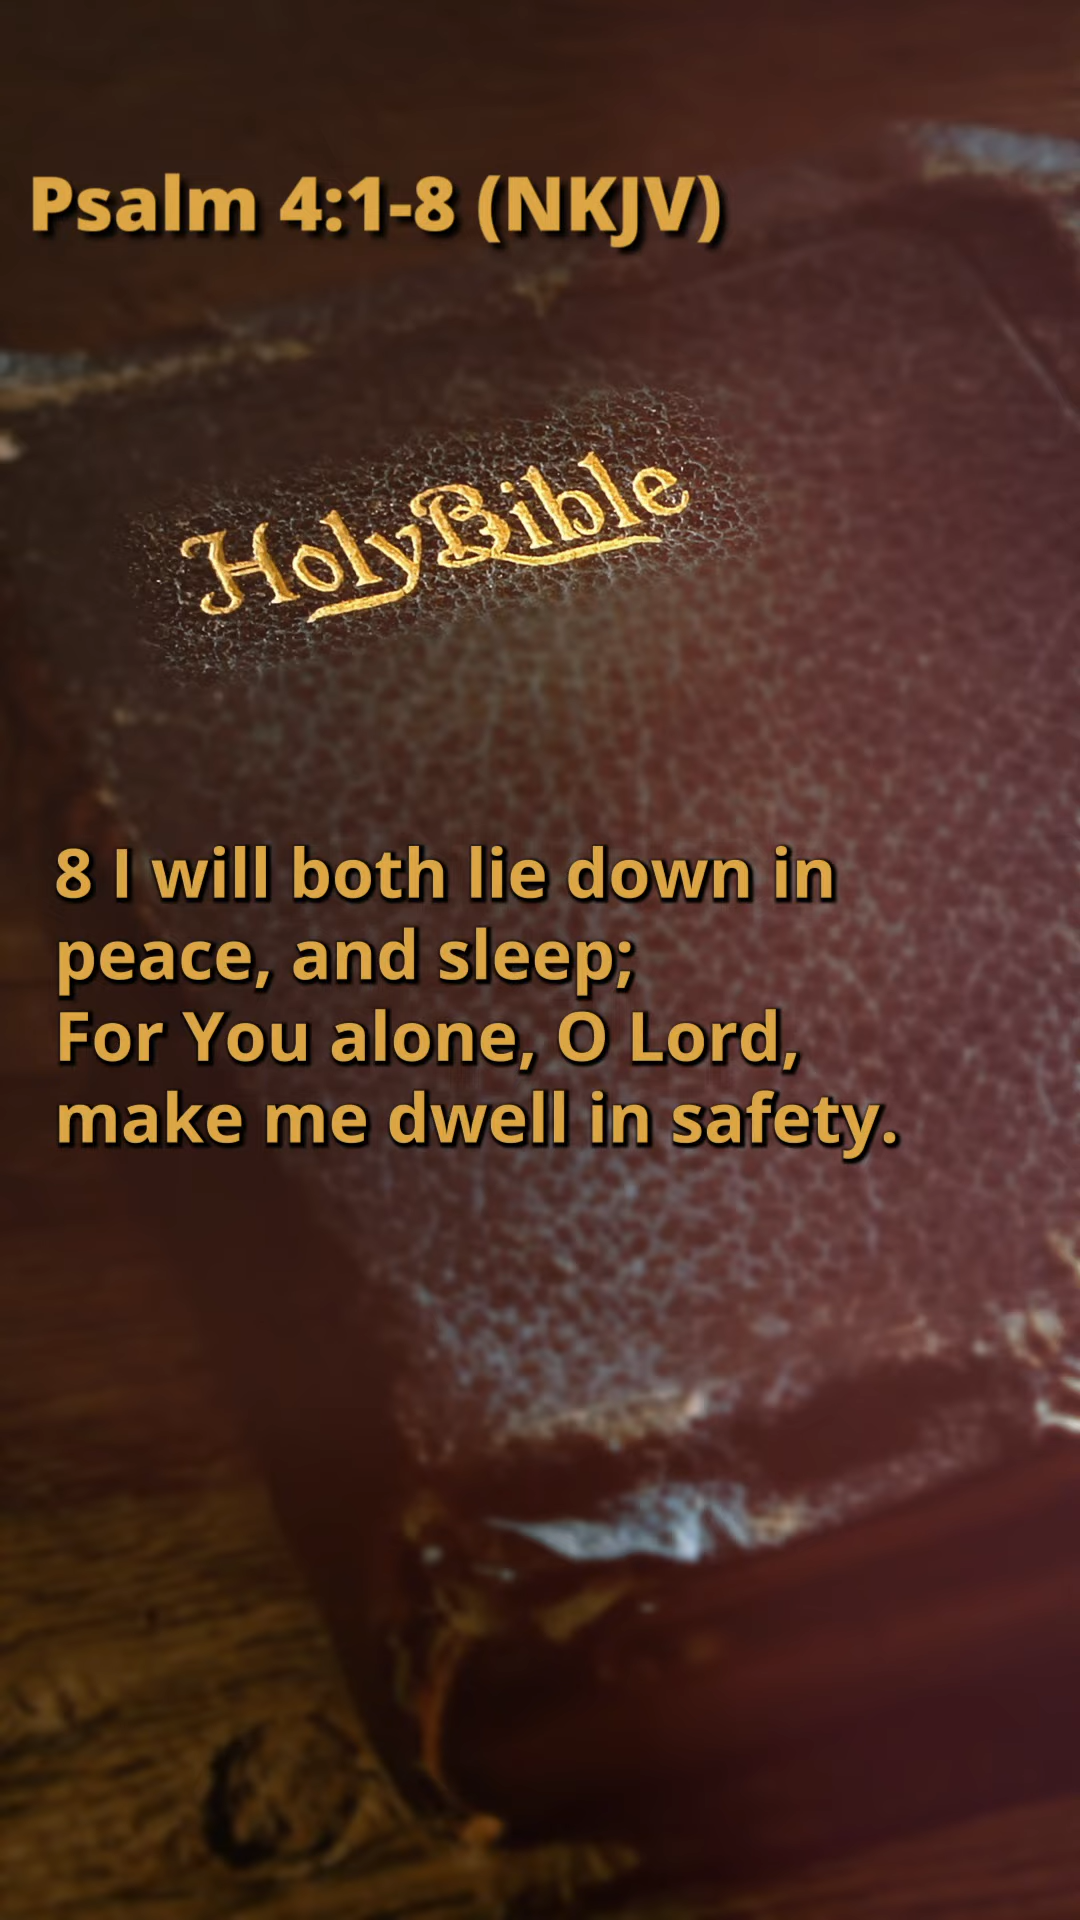 Psalm 4:1-8 (NKJV)
Holy Bible
8 I will both lie down in
peace, and sleep;
For You alone, O Lord,
make me dwell in safety.